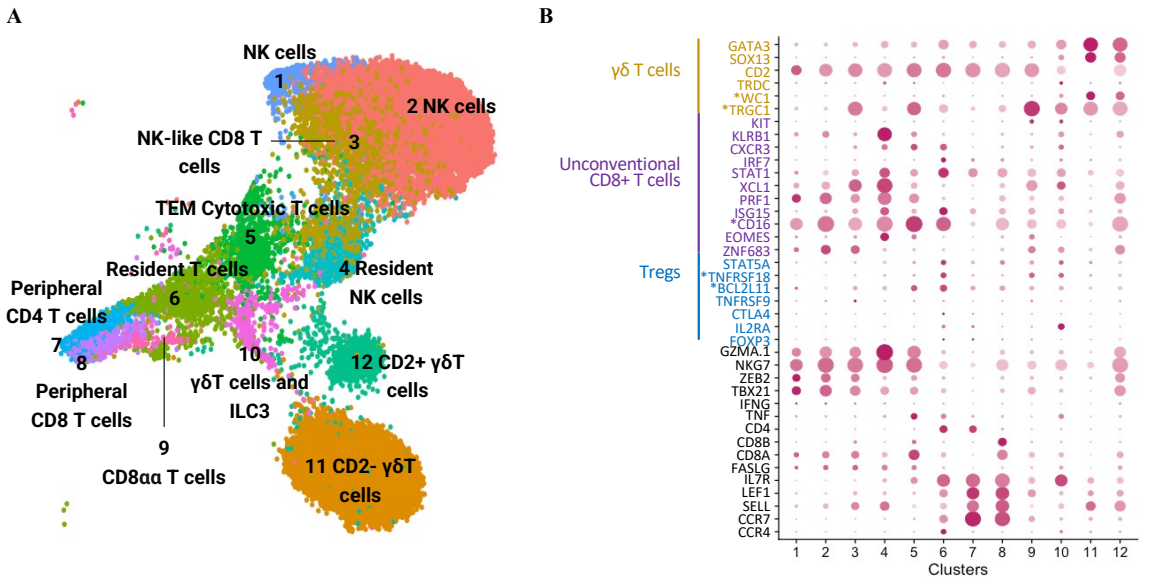 A
NK cells
1
2 NK cells
NK-like CD8 T
cells
3
TEM Cytotoxic T cells
5
Resident T cells
4 Resident
NK cells
Peripheral
CD4 T cells
6
7
8
10
12 CD2+ γδT
cells
Peripheral
CD8 T cells
γδT cells and
ILC3
9
CD8αα T cells
11 CD2- γδT
cells
B
γδ T cells
Unconventional
CD8+ T cells
Tregs
GATA3
SOX13
CD2
TRDC
*WC1
*TRGC1
KIT
KLRB1
CXCR3
IRF7
STAT1
XCL1
PRF1
ISG15
*CD16
EOMES
ZNF683
STAT5A
*TNFRSF18
*BCL2L11
TNFRSF9
CTLA4
IL2RA
FOXP3
GZMA.1
NKG7
ZEB2
TBX21
IFNG
TNF
CD4
CD8B
CD8A
FASLG
IL7R
LEF1
SELL
CCR7
CCR4
1 2 3 4 5 6 7 8 9 10 11 12
Clusters